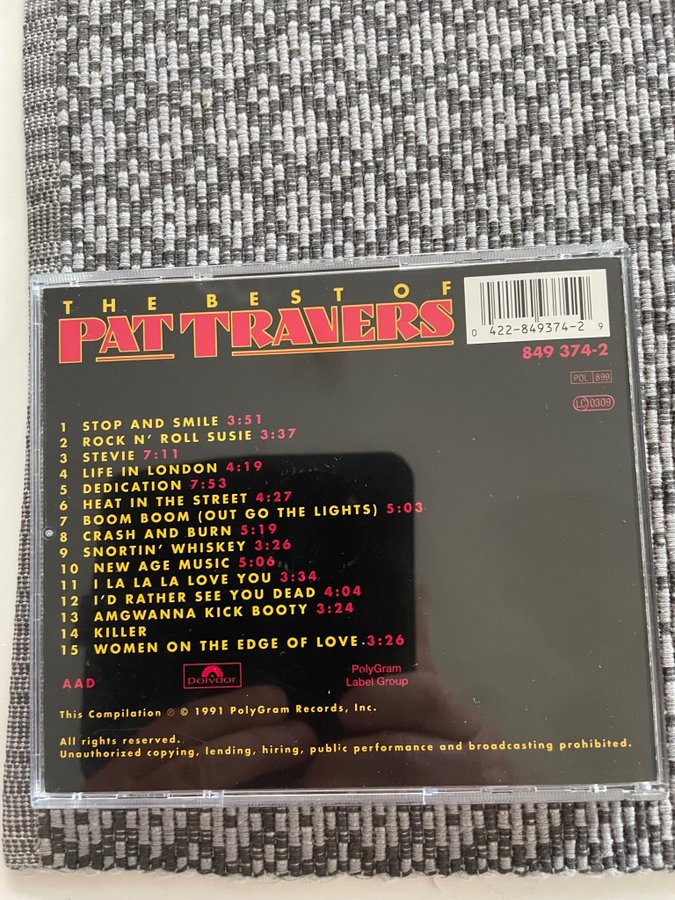 THE BEST OF
PAT TRAVERS
0 422-849374-2 9
849 374-2
POL 899
LC 0309
1 STOP AND SMILE 3:51
2 ROCK N' ROLL SUSIE 3:37
3 STEVIE 7:11
4 LIFE IN LONDON 4:19
5 DEDICATION 7:53
6 HEAT IN THE STREET 4:27
7 BOOM BOOM (OUT GO THE LIGHTS) 5:03
8 CRASH AND BURN 5:19
9 SNORTIN' WHISKEY 3:26
10 NEW AGE MUSIC 5:06
11 I LA LA LA LOVE YOU 3:34
12 I'D RATHER SEE YOU DEAD 4:04
13 AMGWANNA KICK BOOTY 3:24
14 KILLER
15 WOMEN ON THE EDGE OF LOVE 3:26
AAD
Polydor
PolyGram
Label Group
This Compilation ℗ © 1991 PolyGram Records, Inc.
All rights reserved.
Unauthorized copying, lending, hiring, public performance and broadcasting prohibited.